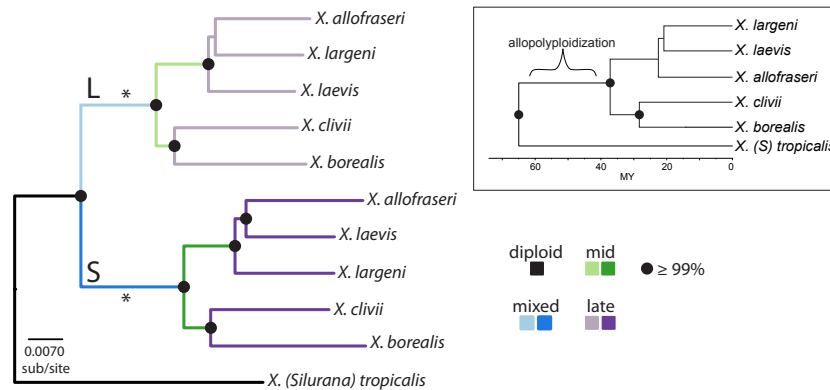 X. allofraseri
X. largeni
X. laevis
X. clivii
X. borealis
L
*
X. allofraseri
X. laevis
X. largeni
X. clivii
X. borealis
S
*
X. (Silurana) tropicalis
0.0070
sub/site
allopolyploidization
X. largeni
X. laevis
X. allofraseri
X. clivii
X. borealis
X. (S) tropicalis
60 40 20 0
MY
diploid mid
≥ 99%
mixed late